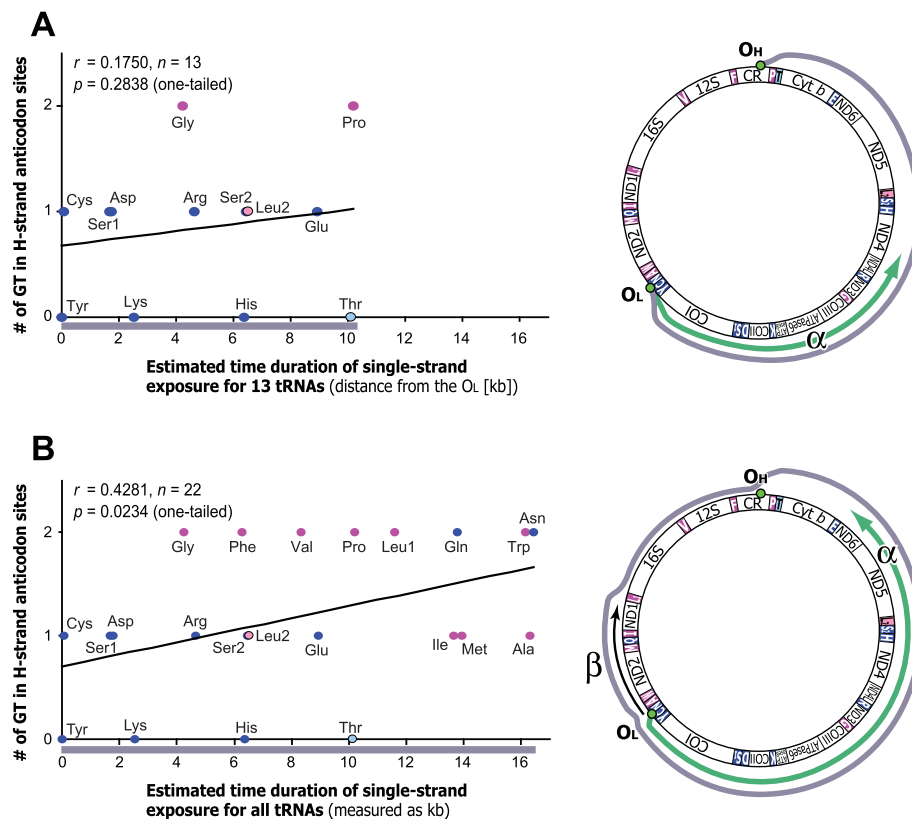 A
r = 0.1750, n = 13
p = 0.2838 (one-tailed)
# of GT in H-strand anticodon sites
2
1
0
Gly
Pro
Cys
Ser1
Asp
Arg
Ser2
Leu2
Glu
Tyr
Lys
His
Thr
0 2 4 6 8 10 12 14 16
Estimated time duration of single-strand
exposure for 13 tRNAs (distance from the OL [kb])
OH
F
CR
P
T
Cyt b
E
ND6
ND5
L
S
H
ND4
ND4L
R
ND3
G
COIII
ATPase6
K
COII
D
S
COI
OL
ND2
M
ND1
L
16S
V
12S
α
B
r = 0.4281, n = 22
p = 0.0234 (one-tailed)
# of GT in H-strand anticodon sites
2
1
0
Gly
Phe
Val
Pro
Leu1
Gln
Trp
Asn
Cys
Ser1
Asp
Arg
Ser2
Leu2
Glu
Ile
Met
Ala
Tyr
Lys
His
Thr
0 2 4 6 8 10 12 14 16
Estimated time duration of single-strand
exposure for all tRNAs (measured as kb)
OH
F
CR
P
T
Cyt b
E
ND6
ND5
L
S
H
ND4
ND4L
R
ND3
G
COIII
ATPase6
K
COII
D
S
COI
OL
ND2
M
ND1
L
16S
V
12S
α
β